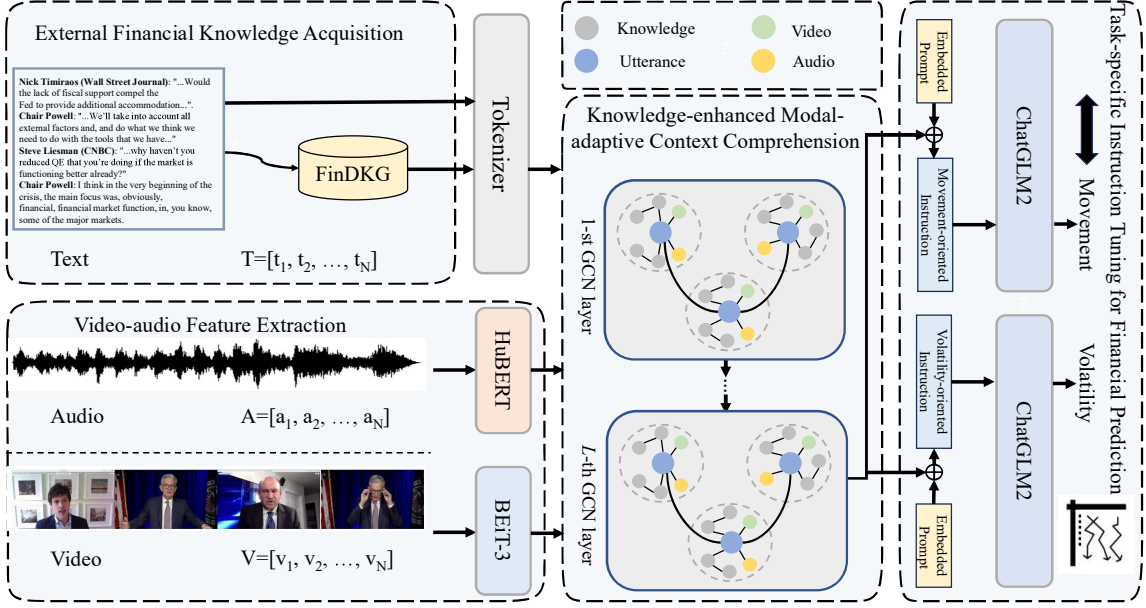 External Financial Knowledge Acquisition
Nick Timiraos (Wall Street Journal): "...Would
the lack of fiscal support compel the
Fed to provide additional accommodation...".
Chair Powell: "...We'll take into account all
external factors and, and do what we think we
need to do with the tools that we have..."
Steve Liesman (CNBC): "...why haven't you
reduced QE that you're doing if the market is
functioning better already?"
Chair Powell: I think in the very beginning of the
crisis, the main focus was, obviously,
financial, financial market function, in, you know,
some of the major markets.
FinDKG
Text
T=[t1, t2, …, tN]
Tokenizer
Video-audio Feature Extraction
Audio
A=[a1, a2, …, aN]
HuBERT
Video
V=[v1, v2, …, vN]
BEiT-3
Knowledge
Video
Utterance
Audio
Knowledge-enhanced Modal-
adaptive Context Comprehension
1-st GCN layer
L-th GCN layer
Embedded
Prompt
Movement-oriented
Instruction
ChatGLM2
Movement
Volatility-oriented
Instruction
ChatGLM2
Volatility
Embedded
Prompt
Task-specific Instruction Tuning for Financial Prediction